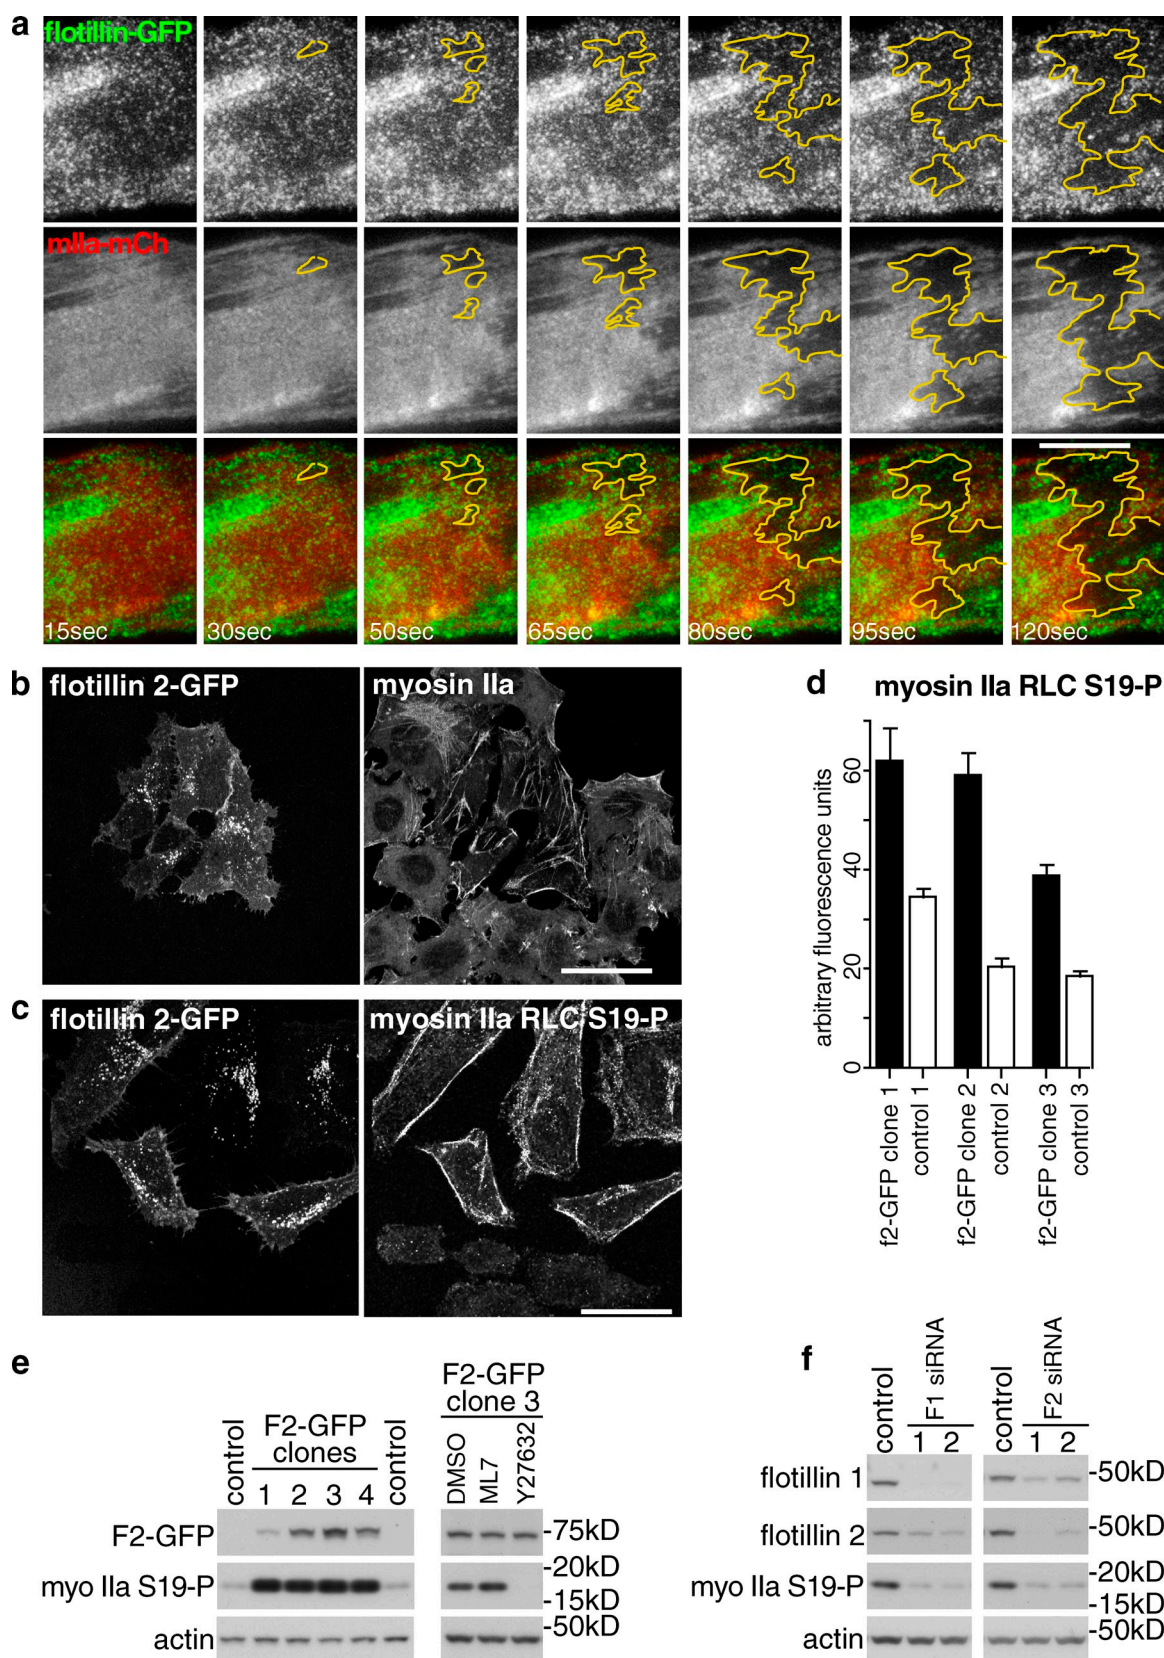 a
flotillin-GFP
mIIa-mCh
15sec
30sec
50sec
65sec
80sec
95sec
120sec
b
flotillin 2-GFP
myosin IIa
c
flotillin 2-GFP
myosin IIa RLC S19-P
d
myosin IIa RLC S19-P
arbitrary fluorescence units
60
40
20
0
f2-GFP clone 1
control 1
f2-GFP clone 2
control 2
f2-GFP clone 3
control 3
e
control
F2-GFP clones
1 2 3 4
control
F2-GFP clone 3
DMSO
ML7
Y27632
F2-GFP
-75kD
myo IIa S19-P
-20kD
-15kD
actin
-50kD
f
control
F1 siRNA
1 2
control
F2 siRNA
1 2
flotillin 1
-50kD
flotillin 2
-50kD
myo IIa S19-P
-20kD
-15kD
actin
-50kD